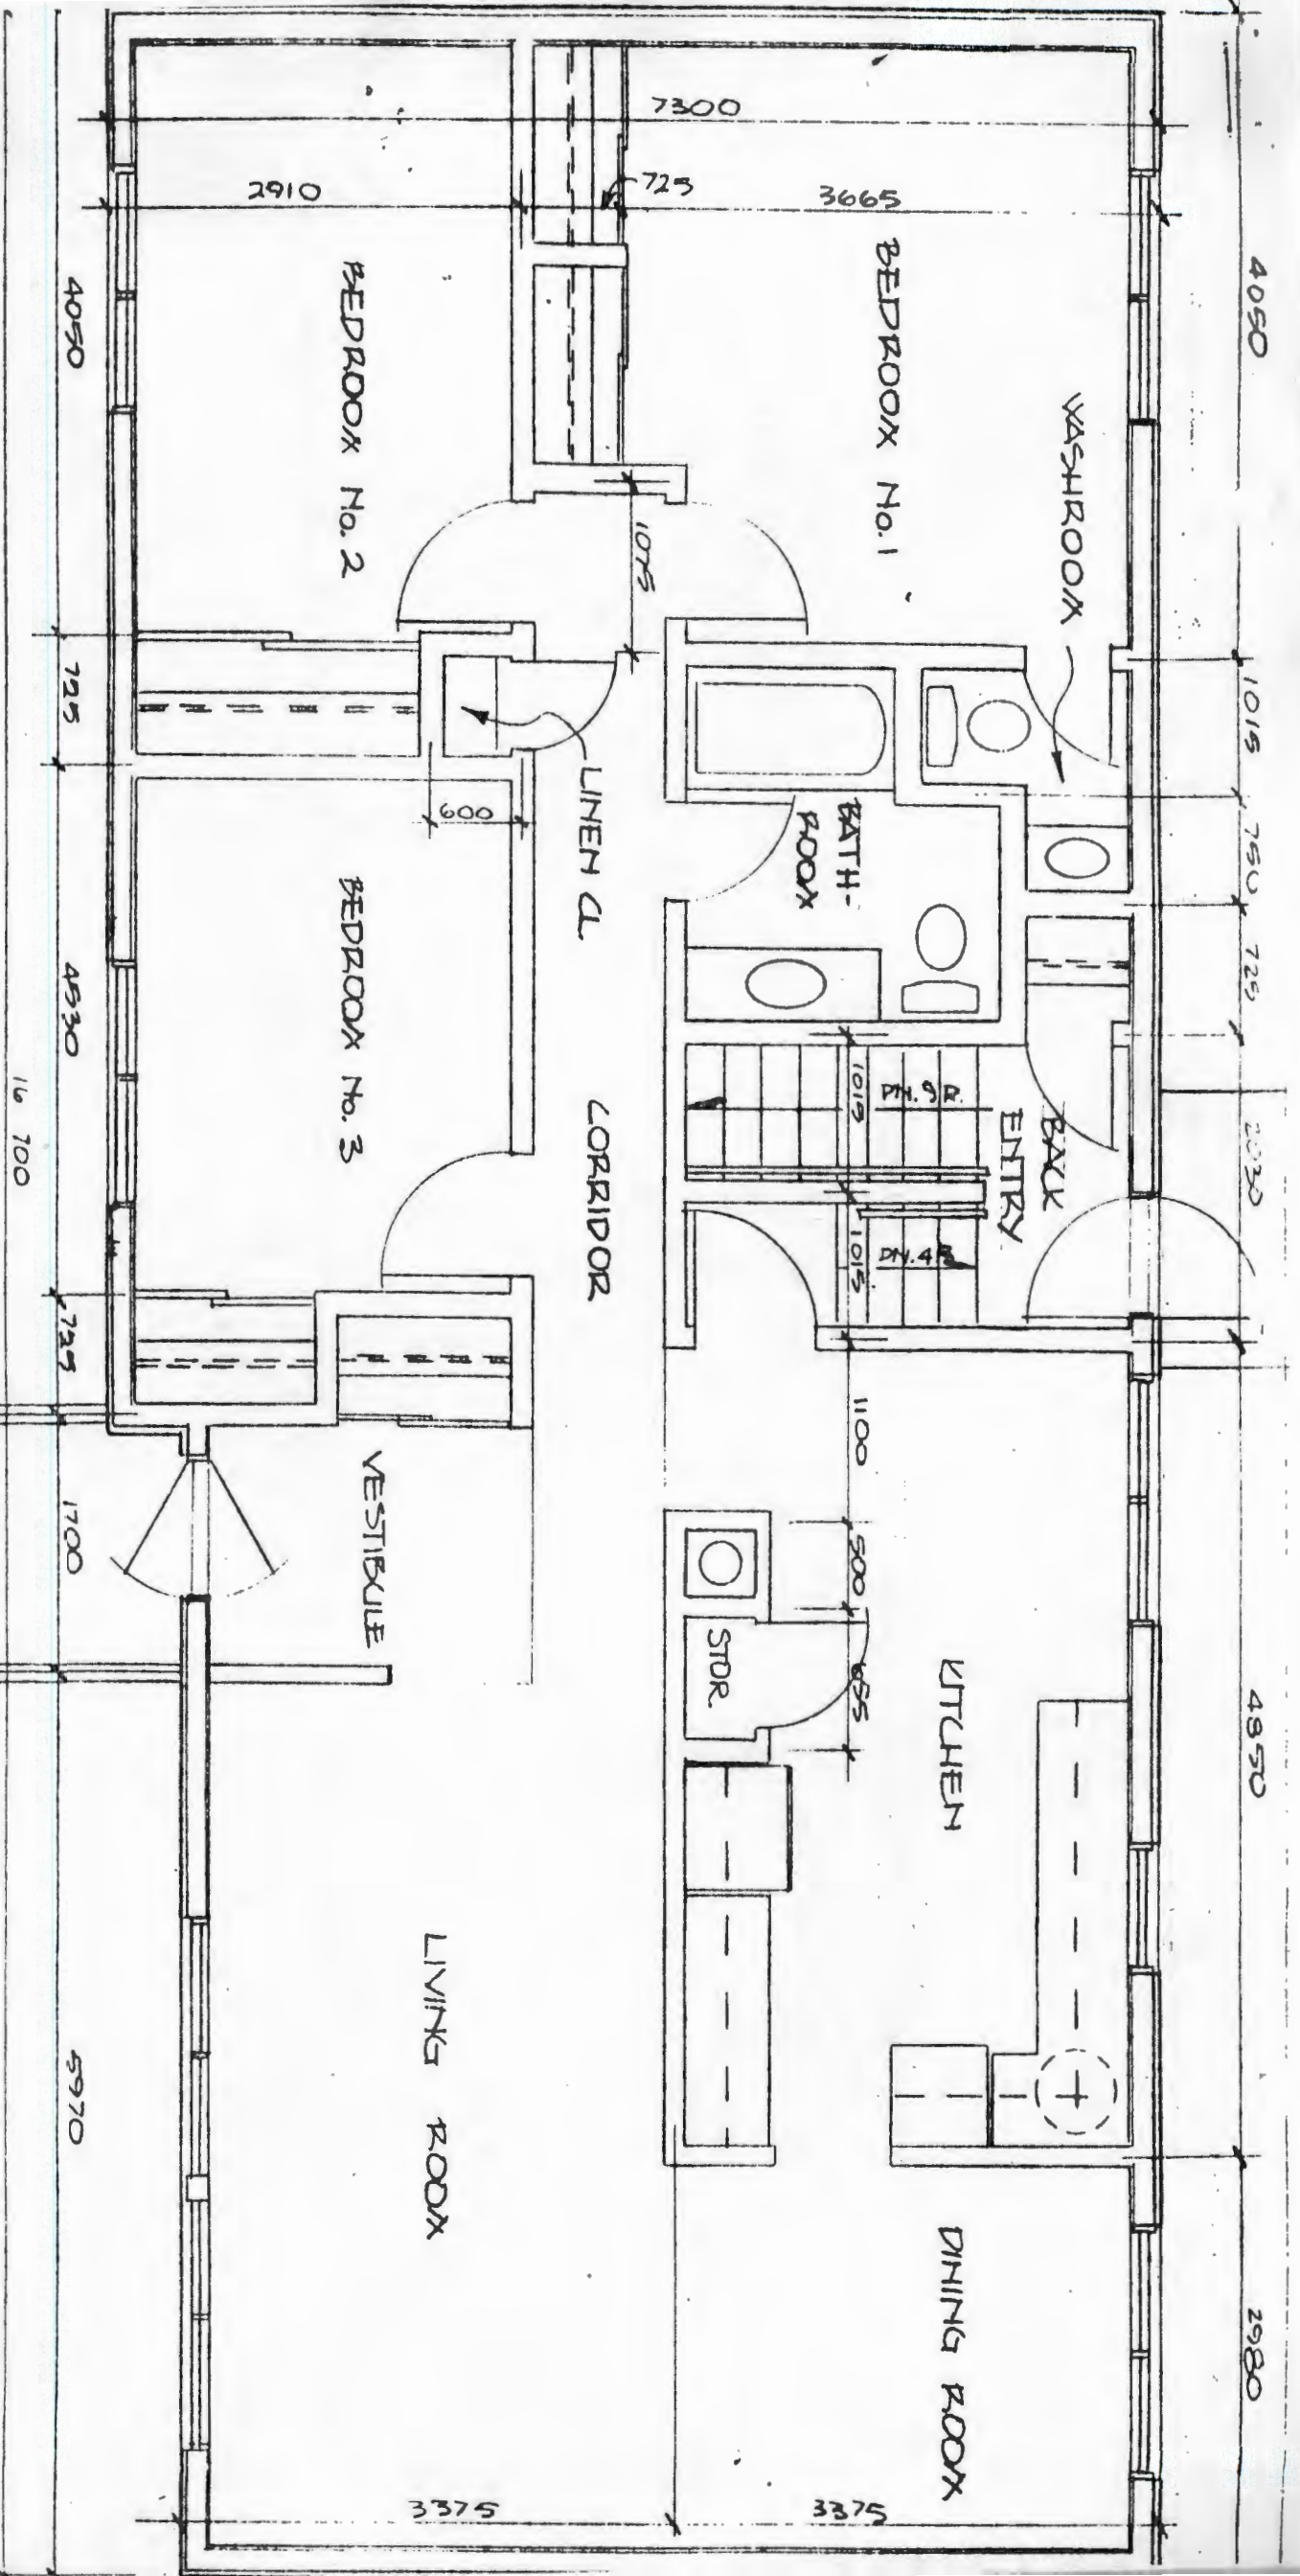 7300
2910
725
3665
4050
BEDROOM No. 2
BEDROOM No. 1
WASHROOM
4050
1075
725
1015
LINEN CL.
600
BATH-
ROOM
750
725
4530
BEDROOM No. 3
CORRIDOR
1015
DN. 9 R.
BACK
ENTRY
2030
1015
DN. 4 R
16 700
725
1100
VESTIBULE
1700
500
STOR.
655
KITCHEN
4850
LIVING ROOM
5970
DINING ROOM
2980
3375
3375